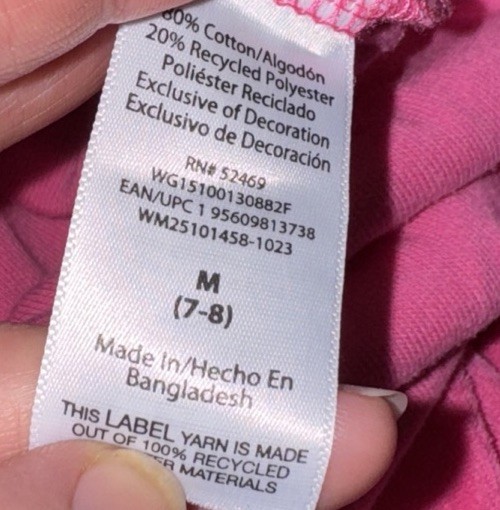 80% Cotton/Algodón
20% Recycled Polyester
Poliéster Reciclado
Exclusive of Decoration
Exclusivo de Decoración
RN# 52469
WG15100130882F
EAN/UPC 1 95609813738
WM25101458-1023
M
(7-8)
Made In/Hecho En
Bangladesh
THIS LABEL YARN IS MADE
OUT OF 100% RECYCLED
MATERIALS